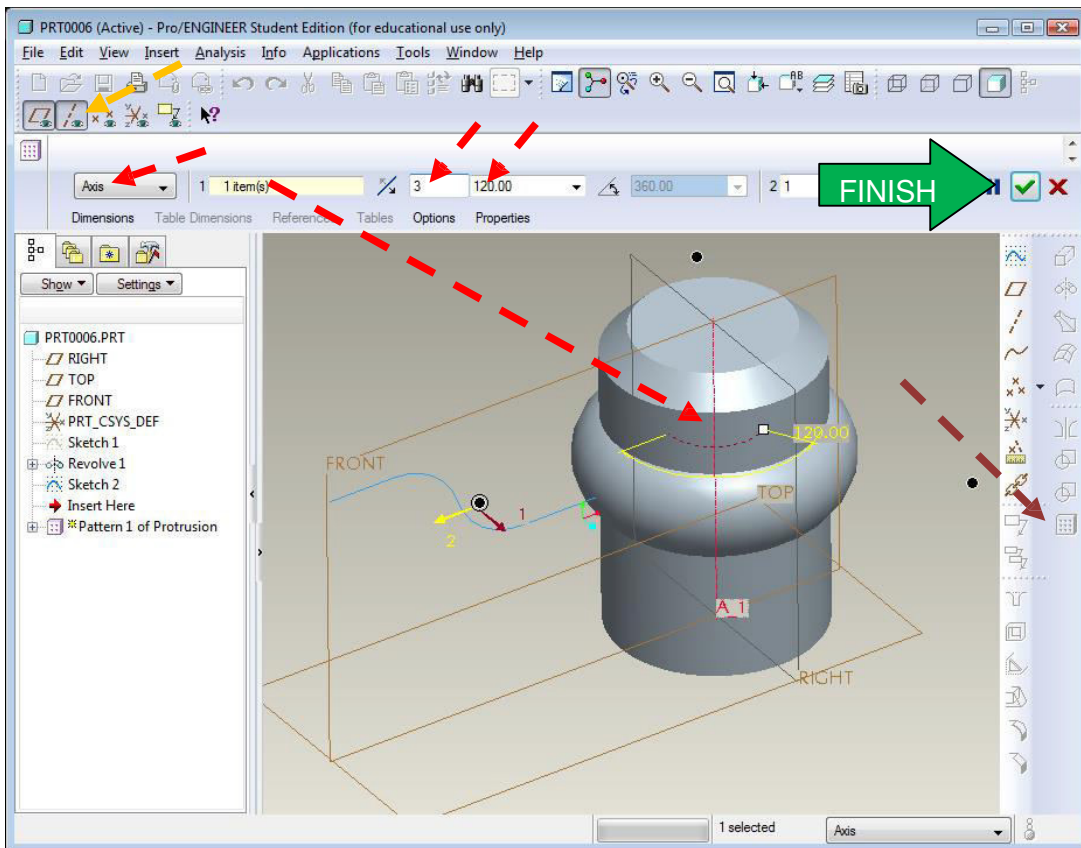 PRT0006 (Active) - Pro/ENGINEER Student Edition (for educational use only)
File Edit View Insert Analysis Info Applications Tools Window Help
Axis 1 1 item(s) 3 120.00 360.00 2 1 FINISH
Dimensions Table Dimensions References Tables Options Properties
Show Settings
PRT0006.PRT
RIGHT
TOP
FRONT
PRT_CSYS_DEF
Sketch 1
Revolve 1
Sketch 2
Insert Here
Pattern 1 of Protrusion
120.00
FRONT
TOP
1
2
A_1
RIGHT
1 selected Axis